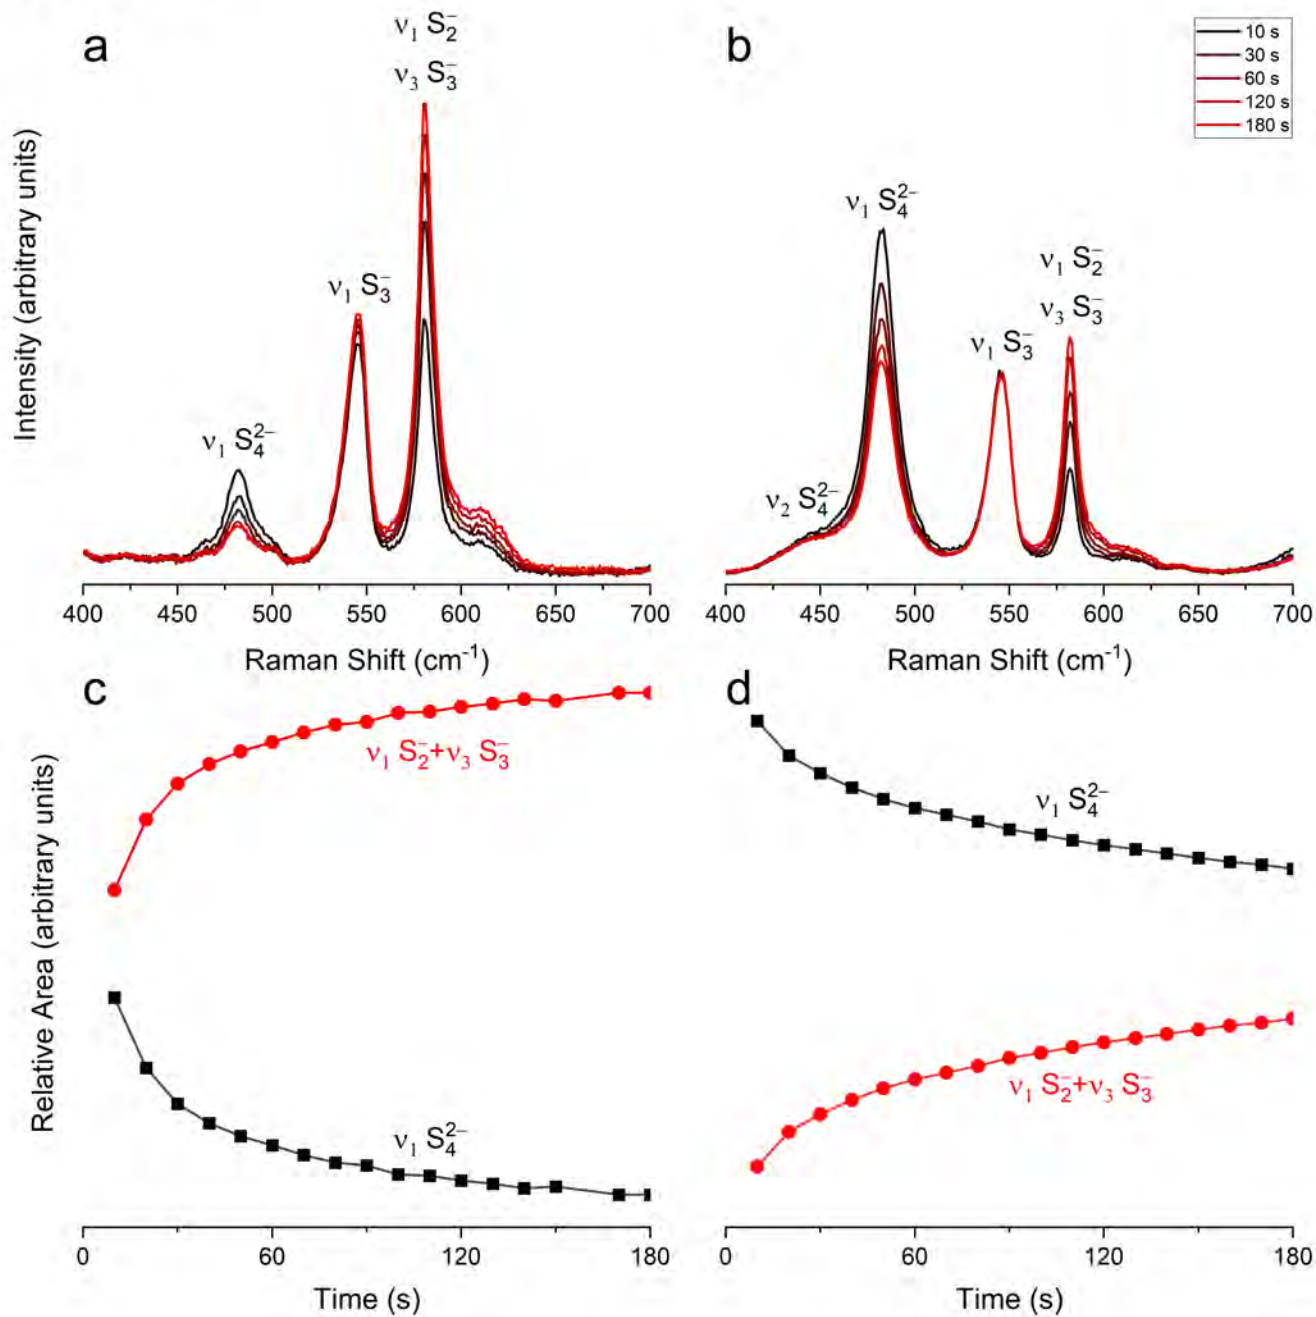 a
ν₁ S₂⁻
ν₃ S₃⁻
ν₁ S₃⁻
ν₁ S₄²⁻
Intensity (arbitrary units)
400 450 500 550 600 650 700
Raman Shift (cm⁻¹)
b
10 s
30 s
60 s
120 s
180 s
ν₁ S₄²⁻
ν₁ S₂⁻
ν₃ S₃⁻
ν₁ S₃⁻
ν₂ S₄²⁻
400 450 500 550 600 650 700
Raman Shift (cm⁻¹)
c
ν₁ S₂⁻+ν₃ S₃⁻
Relative Area (arbitrary units)
ν₁ S₄²⁻
0 60 120 180
Time (s)
d
ν₁ S₄²⁻
ν₁ S₂⁻+ν₃ S₃⁻
0 60 120 180
Time (s)